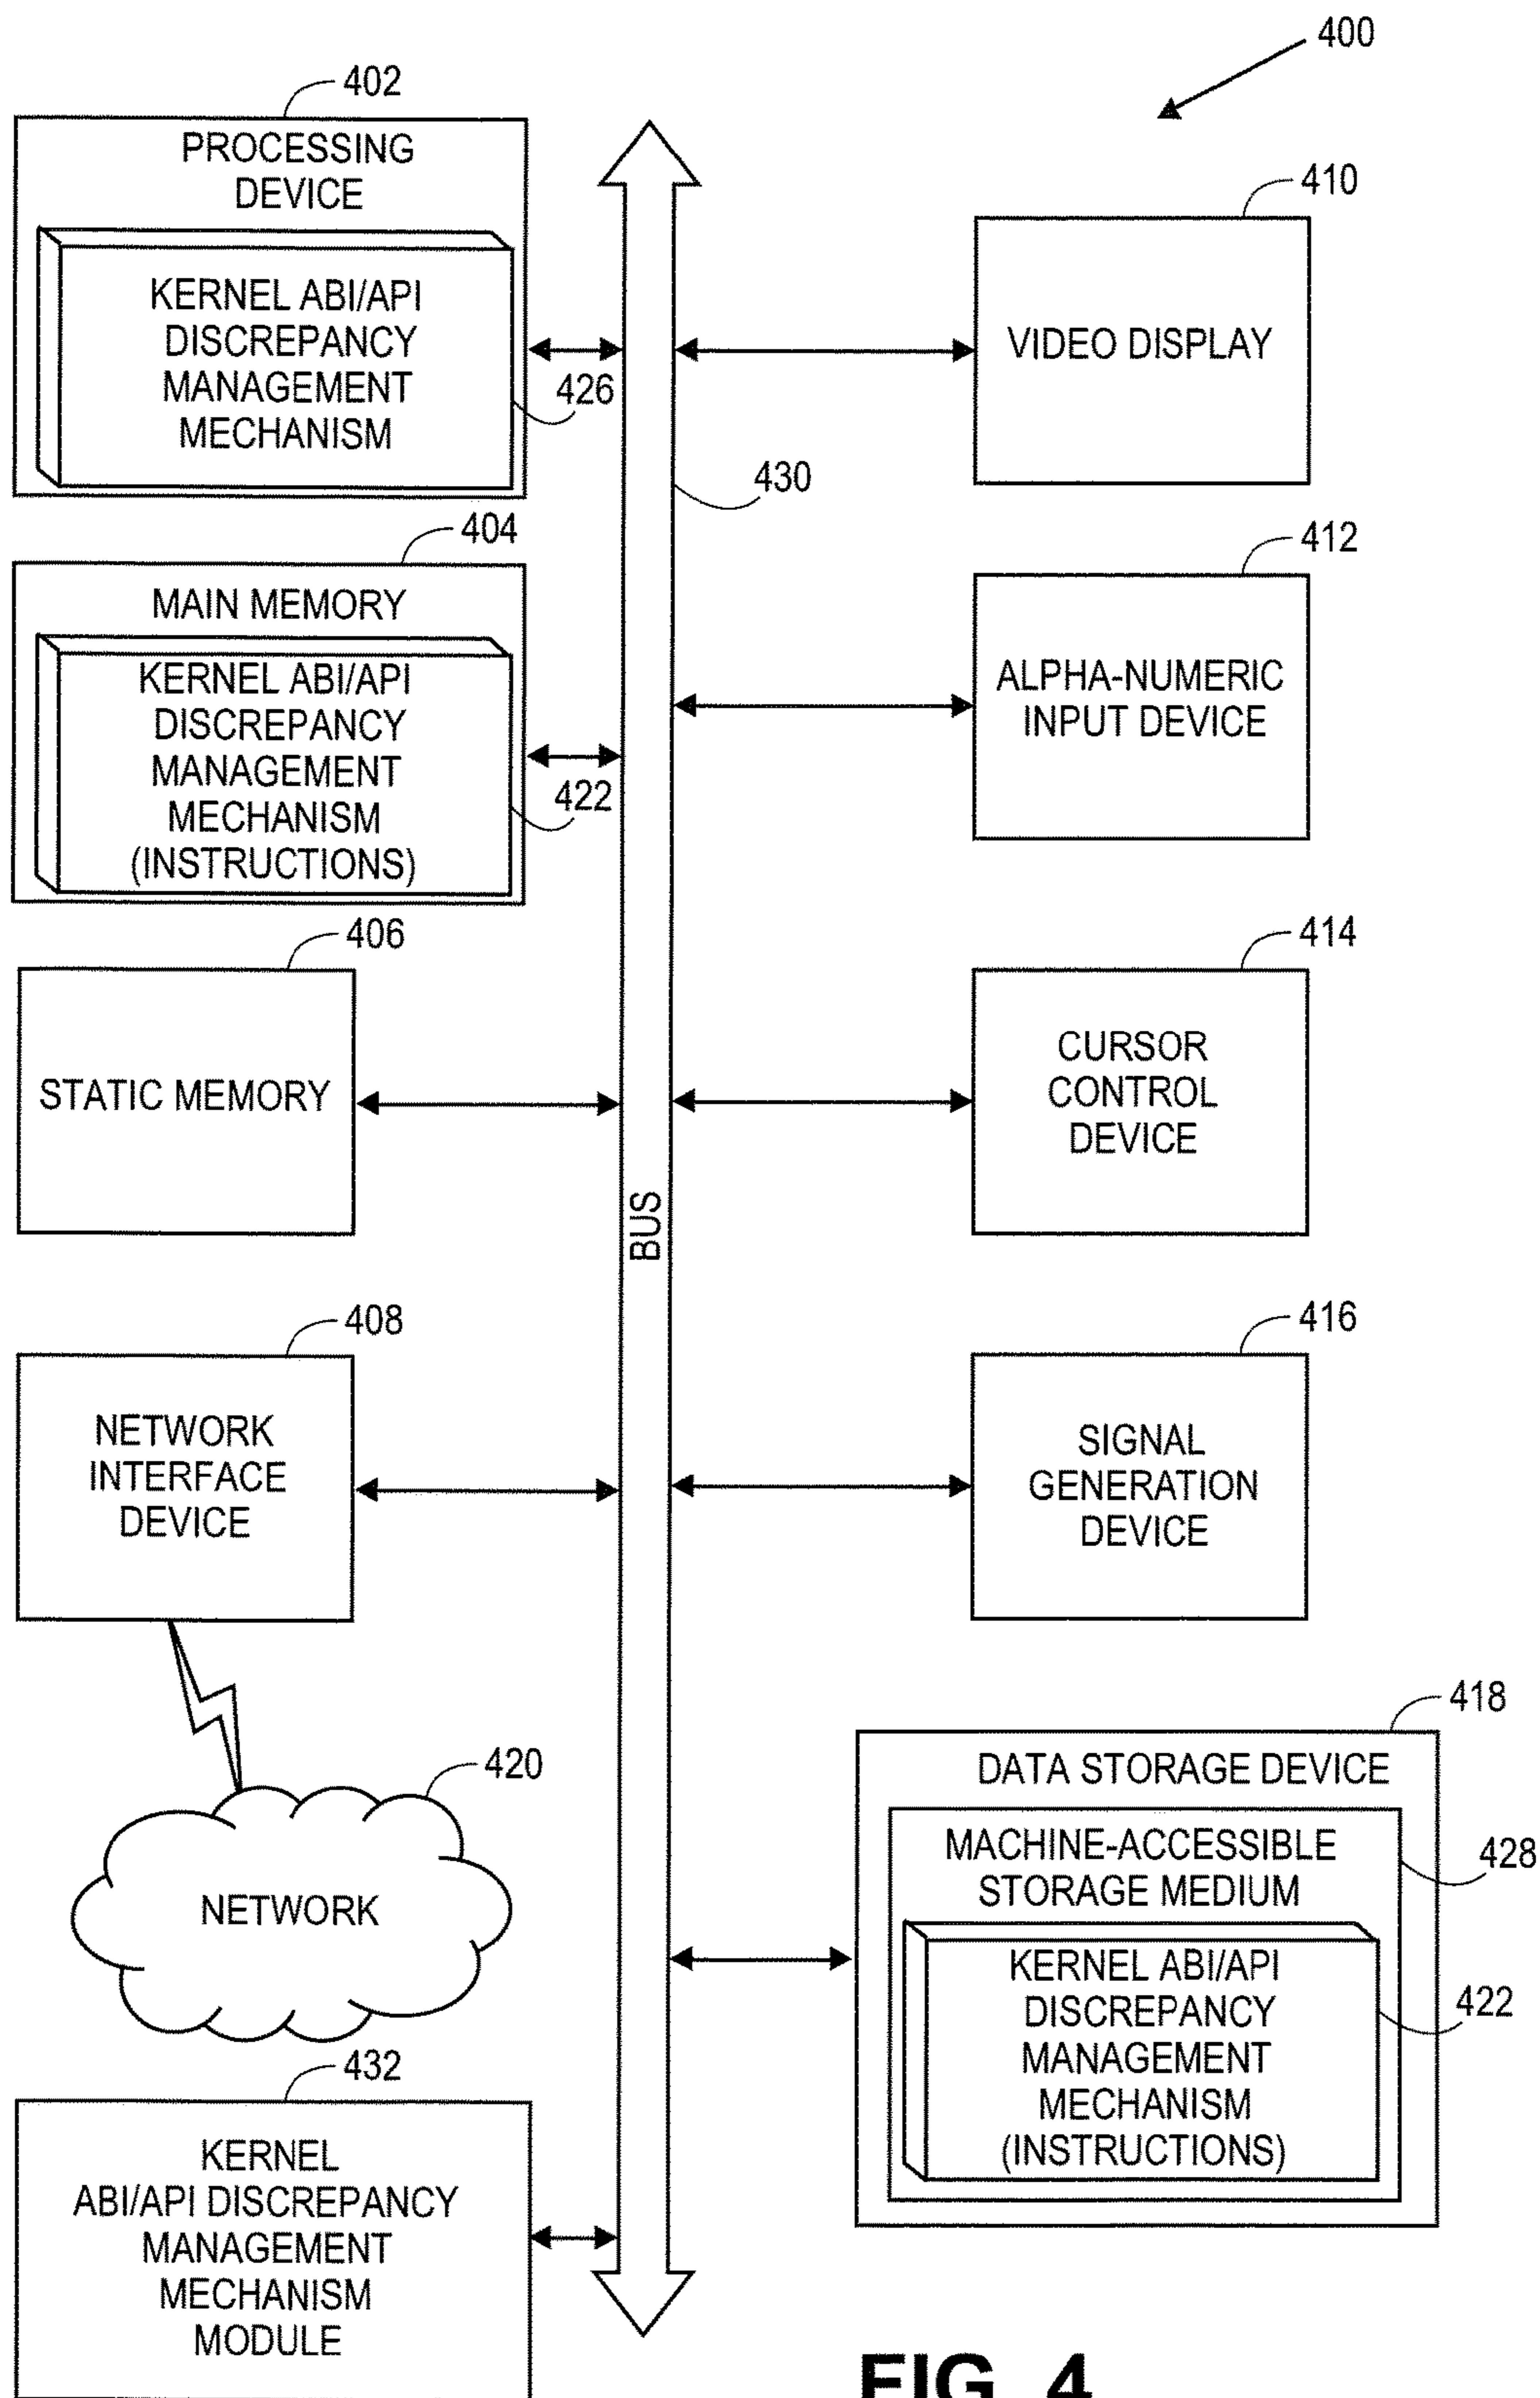 400
402
PROCESSING
DEVICE
KERNEL ABI/API
DISCREPANCY
MANAGEMENT
MECHANISM
426
404
MAIN MEMORY
KERNEL ABI/API
DISCREPANCY
MANAGEMENT
MECHANISM
(INSTRUCTIONS)
422
406
STATIC MEMORY
408
NETWORK
INTERFACE
DEVICE
420
NETWORK
432
KERNEL
ABI/API DISCREPANCY
MANAGEMENT
MECHANISM
MODULE
430
BUS
410
VIDEO DISPLAY
412
ALPHA-NUMERIC
INPUT DEVICE
414
CURSOR
CONTROL
DEVICE
416
SIGNAL
GENERATION
DEVICE
418
DATA STORAGE DEVICE
MACHINE-ACCESSIBLE
STORAGE MEDIUM
428
KERNEL ABI/API
DISCREPANCY
MANAGEMENT
MECHANISM
(INSTRUCTIONS)
422
FIG. 4